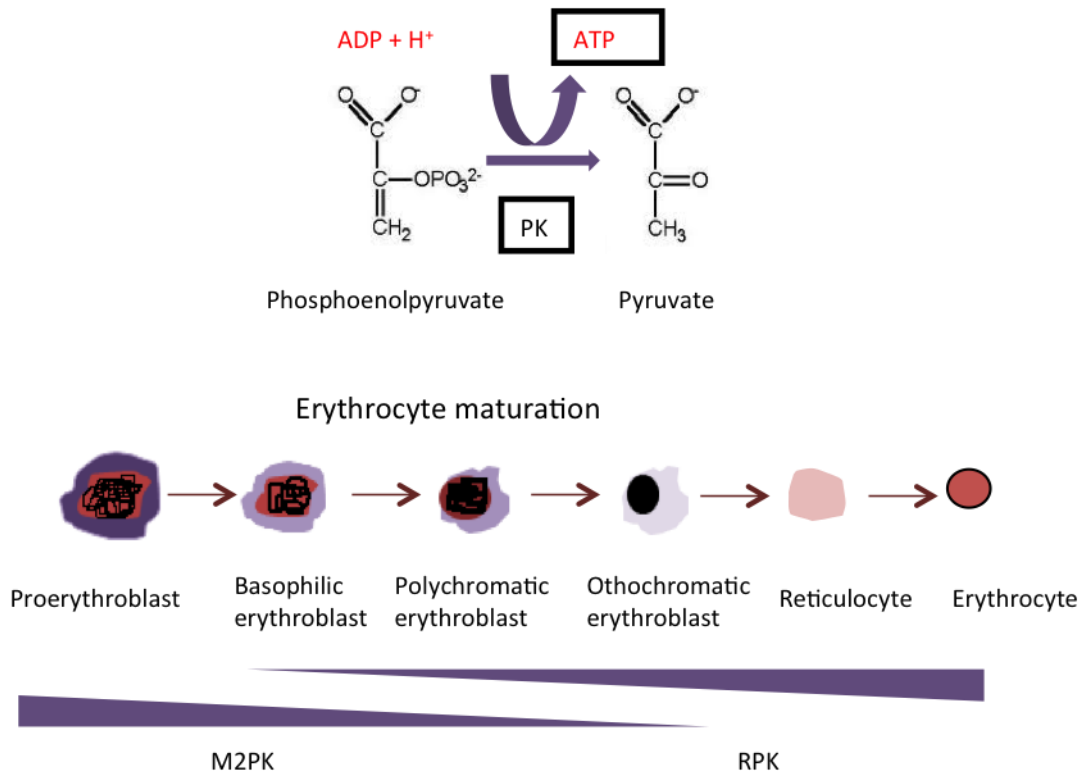 ADP + H⁺ ATP
O O⁻ O O⁻
C C
C—OPO₃²⁻ C=O
CH₂ CH₃
PK
Phosphoenolpyruvate Pyruvate
Erythrocyte maturation
Proerythroblast Basophilic erythroblast Polychromatic erythroblast Othochromatic erythroblast Reticulocyte Erythrocyte
M2PK RPK